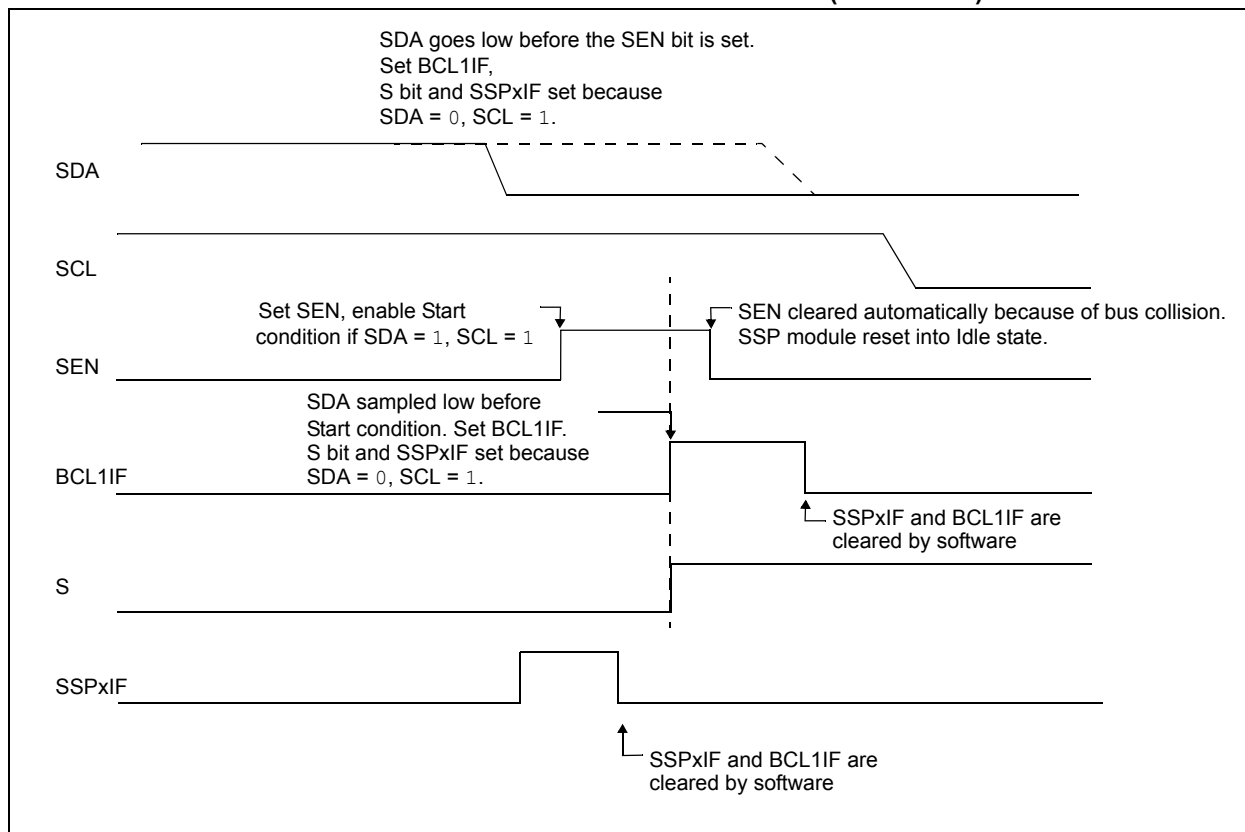 SDA goes low before the SEN bit is set.
Set BCL1IF,
S bit and SSPxIF set because
SDA = 0, SCL = 1.
SDA
SCL
Set SEN, enable Start
condition if SDA = 1, SCL = 1
SEN cleared automatically because of bus collision.
SSP module reset into Idle state.
SEN
SDA sampled low before
Start condition. Set BCL1IF.
S bit and SSPxIF set because
SDA = 0, SCL = 1.
BCL1IF
SSPxIF and BCL1IF are
cleared by software
S
SSPxIF
SSPxIF and BCL1IF are
cleared by software